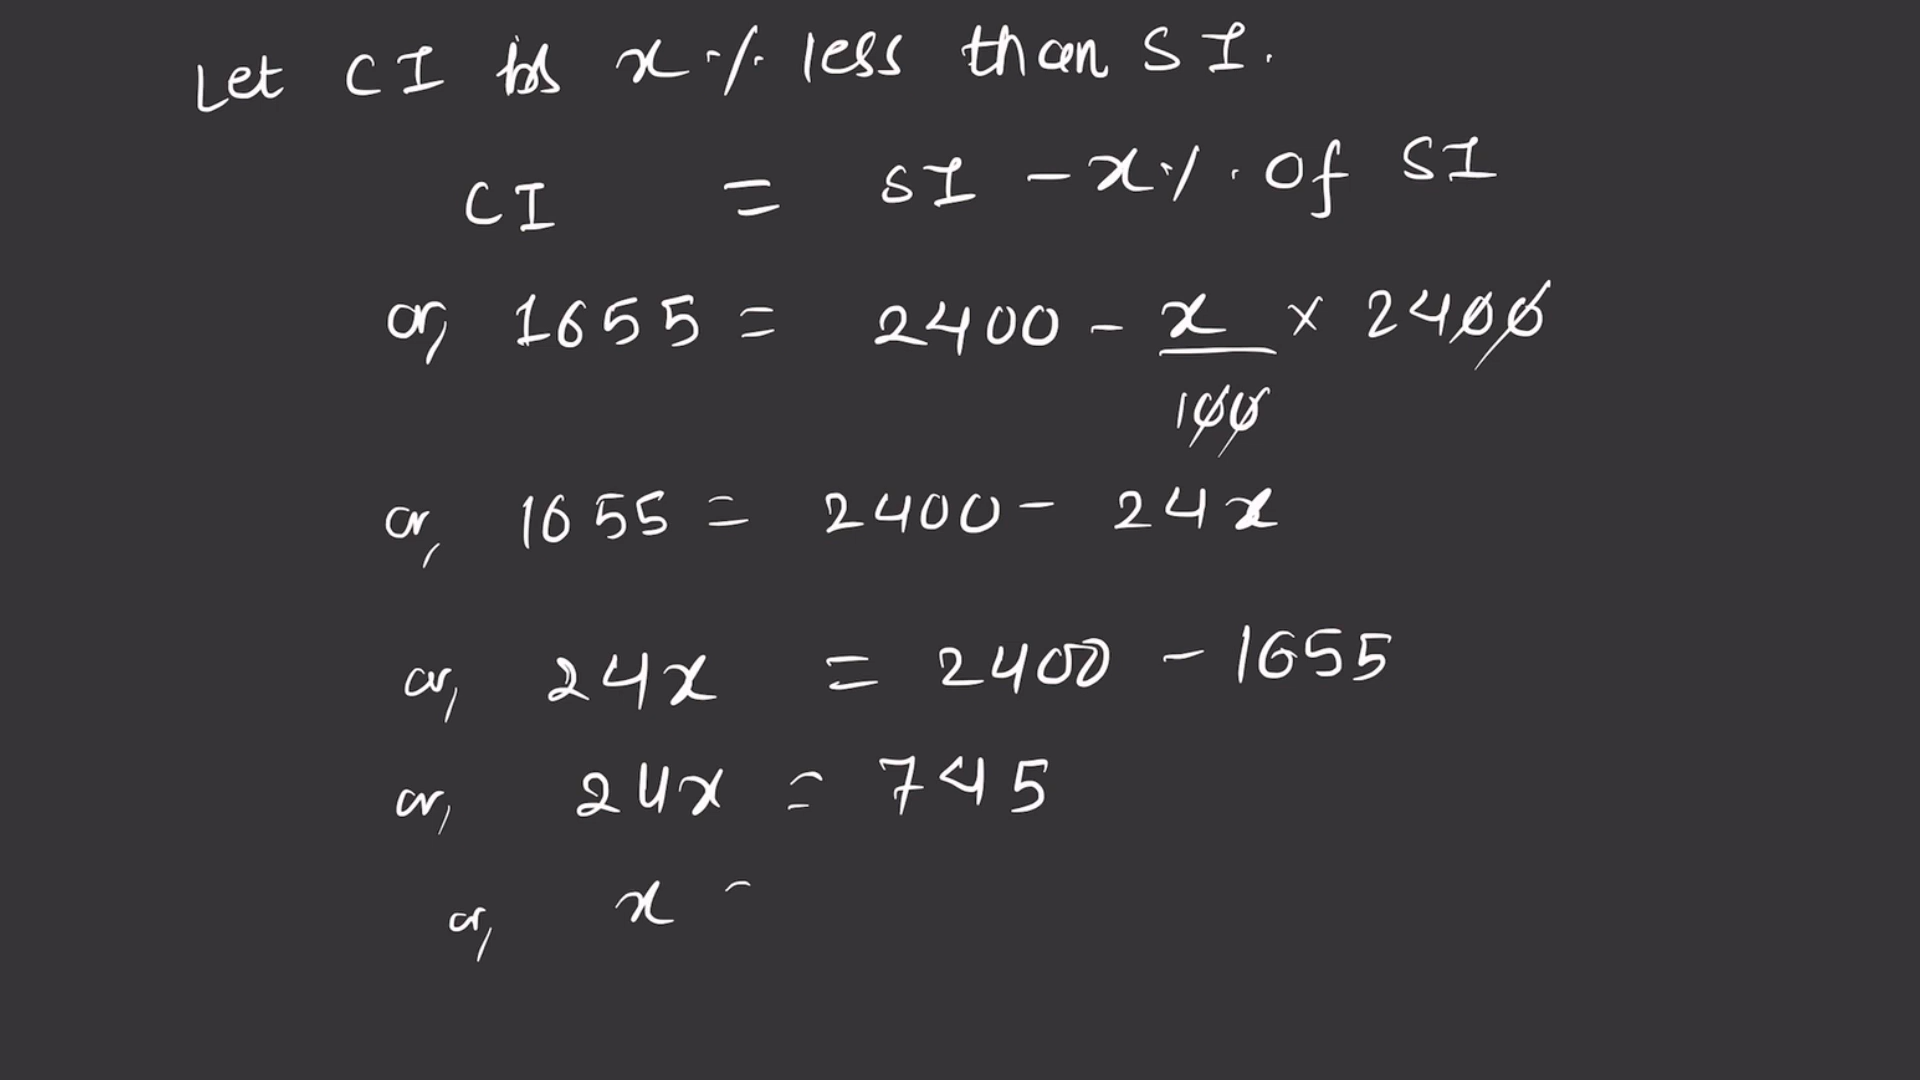 Let CI is x % less than SI.
CI = SI - x % of SI
or, 1655 = 2400 - x/100 × 2400
or, 1655 = 2400 - 24x
or, 24x = 2400 - 1655
or, 24x = 745
or, x -